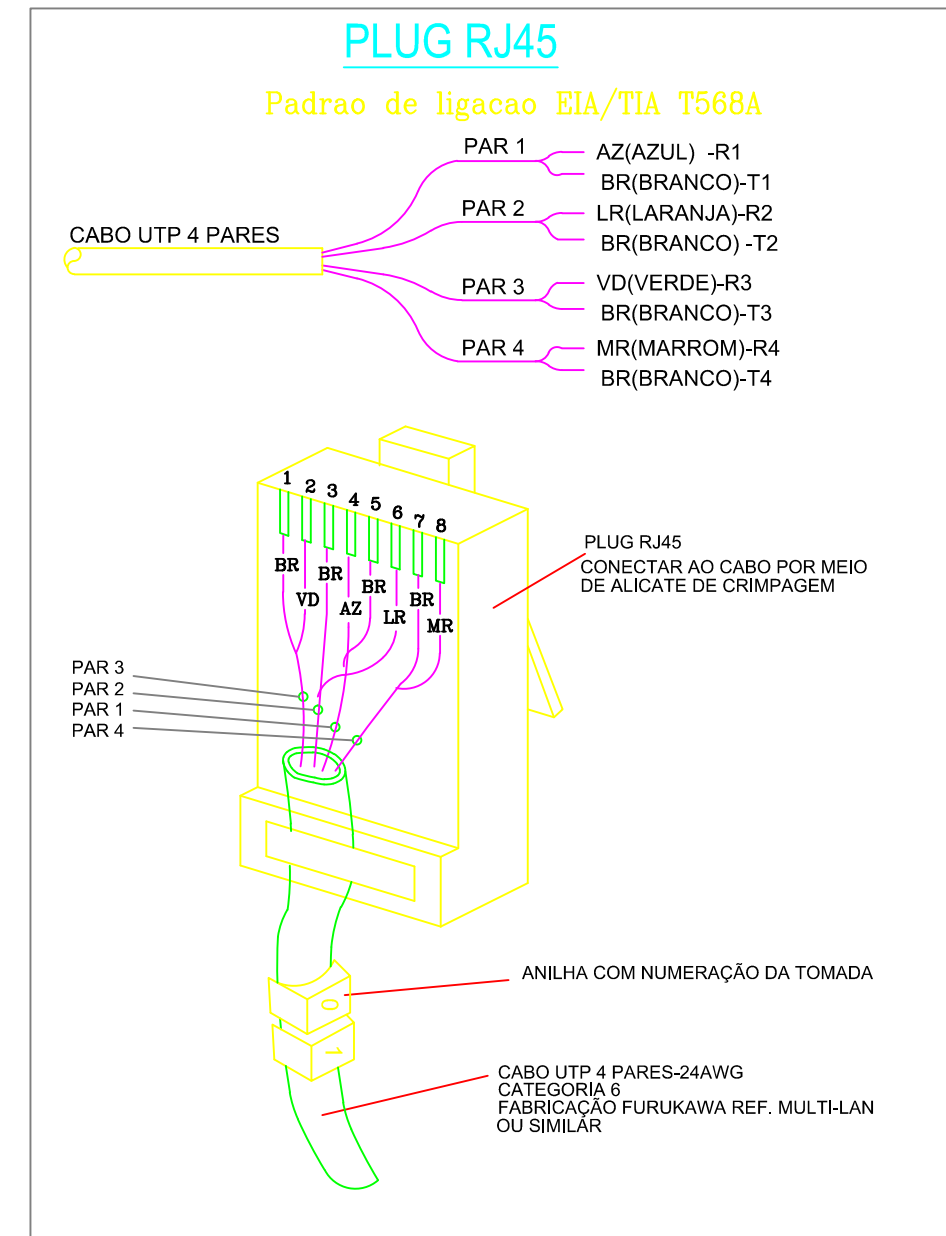 PLUG RJ45
Padrao de ligacao EIA/TIA T568A
PAR 1
AZ(AZUL) -R1
BR(BRANCO)-T1
PAR 2
LR(LARANJA)-R2
BR(BRANCO) -T2
CABO UTP 4 PARES
PAR 3
VD(VERDE)-R3
BR(BRANCO)-T3
PAR 4
MR(MARROM)-R4
BR(BRANCO)-T4
1 2 3 4 5 6 7 8
BR VD BR AZ BR LR BR MR
PLUG RJ45
CONECTAR AO CABO POR MEIO
DE ALICATE DE CRIMPAGEM
PAR 3
PAR 2
PAR 1
PAR 4
ANILHA COM NUMERAÇÃO DA TOMADA
0
1
CABO UTP 4 PARES-24AWG
CATEGORIA 6
FABRICAÇÃO FURUKAWA REF. MULTI-LAN
OU SIMILAR